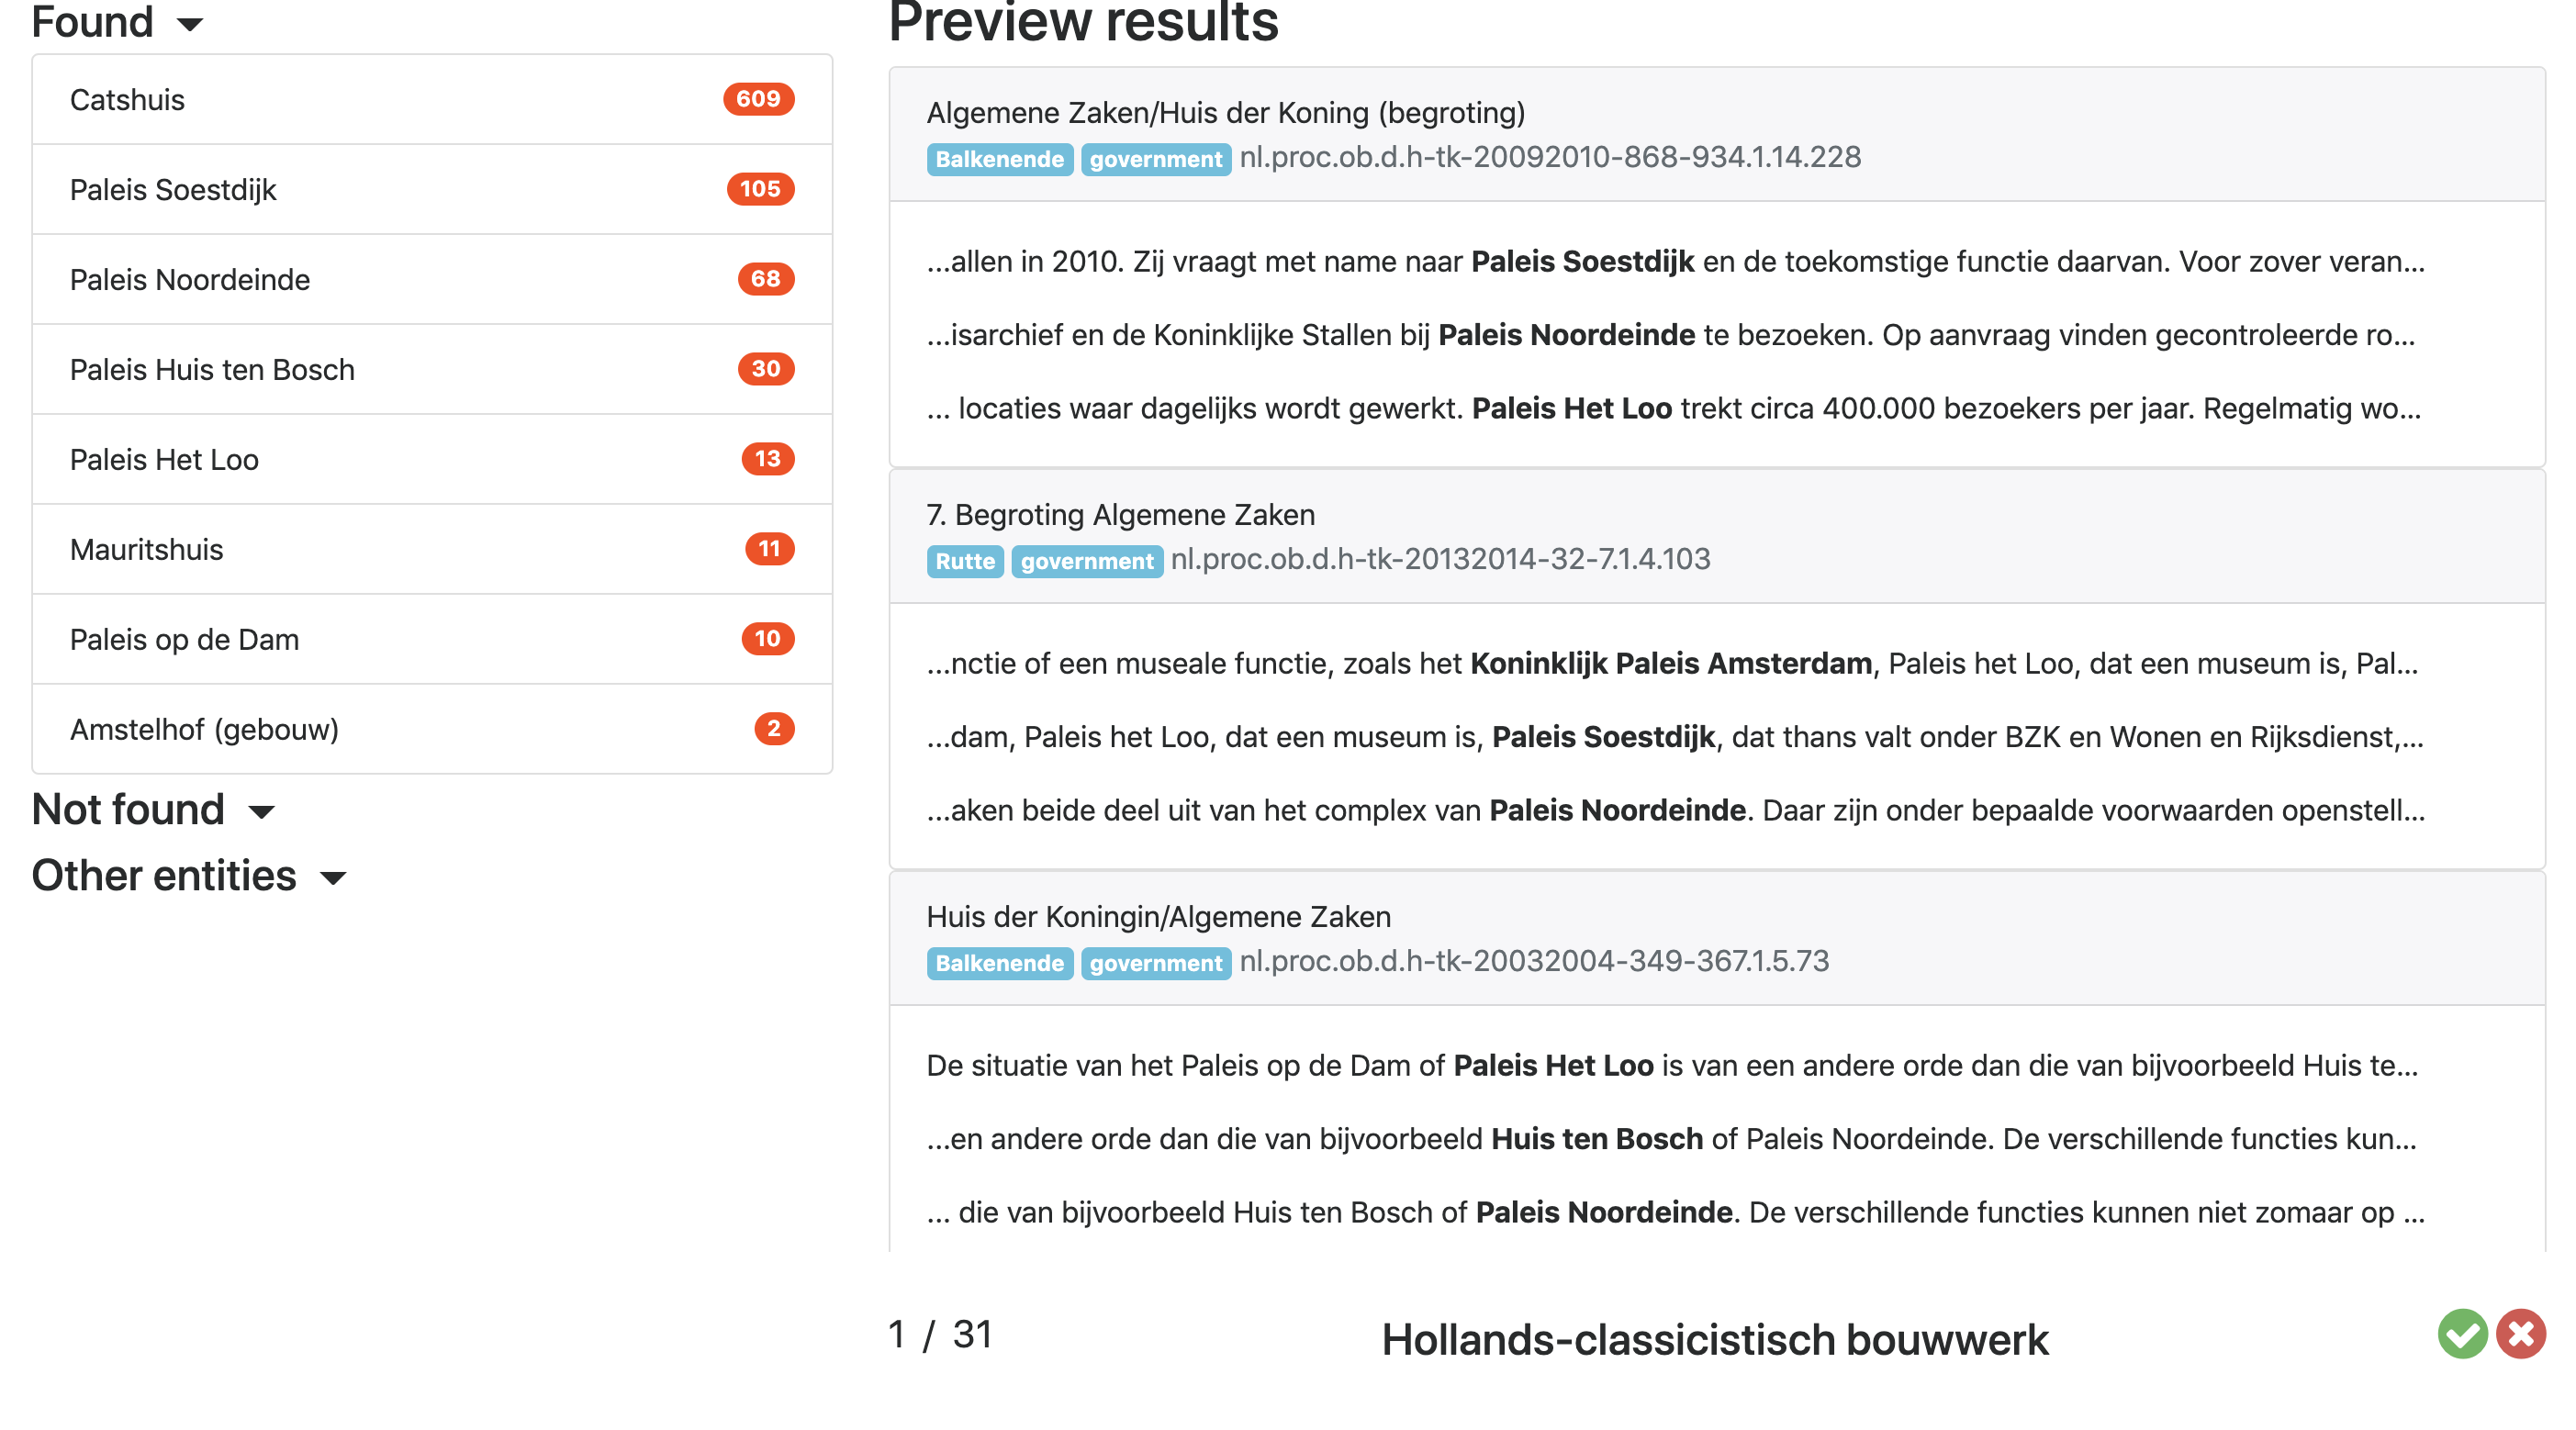 Found
Catshuis 609
Paleis Soestdijk 105
Paleis Noordeinde 68
Paleis Huis ten Bosch 30
Paleis Het Loo 13
Mauritshuis 11
Paleis op de Dam 10
Amstelhof (gebouw) 2
Not found
Other entities
Preview results
Algemene Zaken/Huis der Koning (begroting)
Balkenende government nl.proc.ob.d.h-tk-20092010-868-934.1.14.228
...allen in 2010. Zij vraagt met name naar Paleis Soestdijk en de toekomstige functie daarvan. Voor zover veran...
...isarchief en de Koninklijke Stallen bij Paleis Noordeinde te bezoeken. Op aanvraag vinden gecontroleerde ro...
... locaties waar dagelijks wordt gewerkt. Paleis Het Loo trekt circa 400.000 bezoekers per jaar. Regelmatig wo...
7. Begroting Algemene Zaken
Rutte government nl.proc.ob.d.h-tk-20132014-32-7.1.4.103
...nctie of een museale functie, zoals het Koninklijk Paleis Amsterdam, Paleis het Loo, dat een museum is, Pal...
...dam, Paleis het Loo, dat een museum is, Paleis Soestdijk, dat thans valt onder BZK en Wonen en Rijksdienst,...
...aken beide deel uit van het complex van Paleis Noordeinde. Daar zijn onder bepaalde voorwaarden openstell...
Huis der Koningin/Algemene Zaken
Balkenende government nl.proc.ob.d.h-tk-20032004-349-367.1.5.73
De situatie van het Paleis op de Dam of Paleis Het Loo is van een andere orde dan die van bijvoorbeeld Huis te...
...en andere orde dan die van bijvoorbeeld Huis ten Bosch of Paleis Noordeinde. De verschillende functies kun...
... die van bijvoorbeeld Huis ten Bosch of Paleis Noordeinde. De verschillende functies kunnen niet zomaar op ...
1 / 31
Hollands-classicistisch bouwwerk